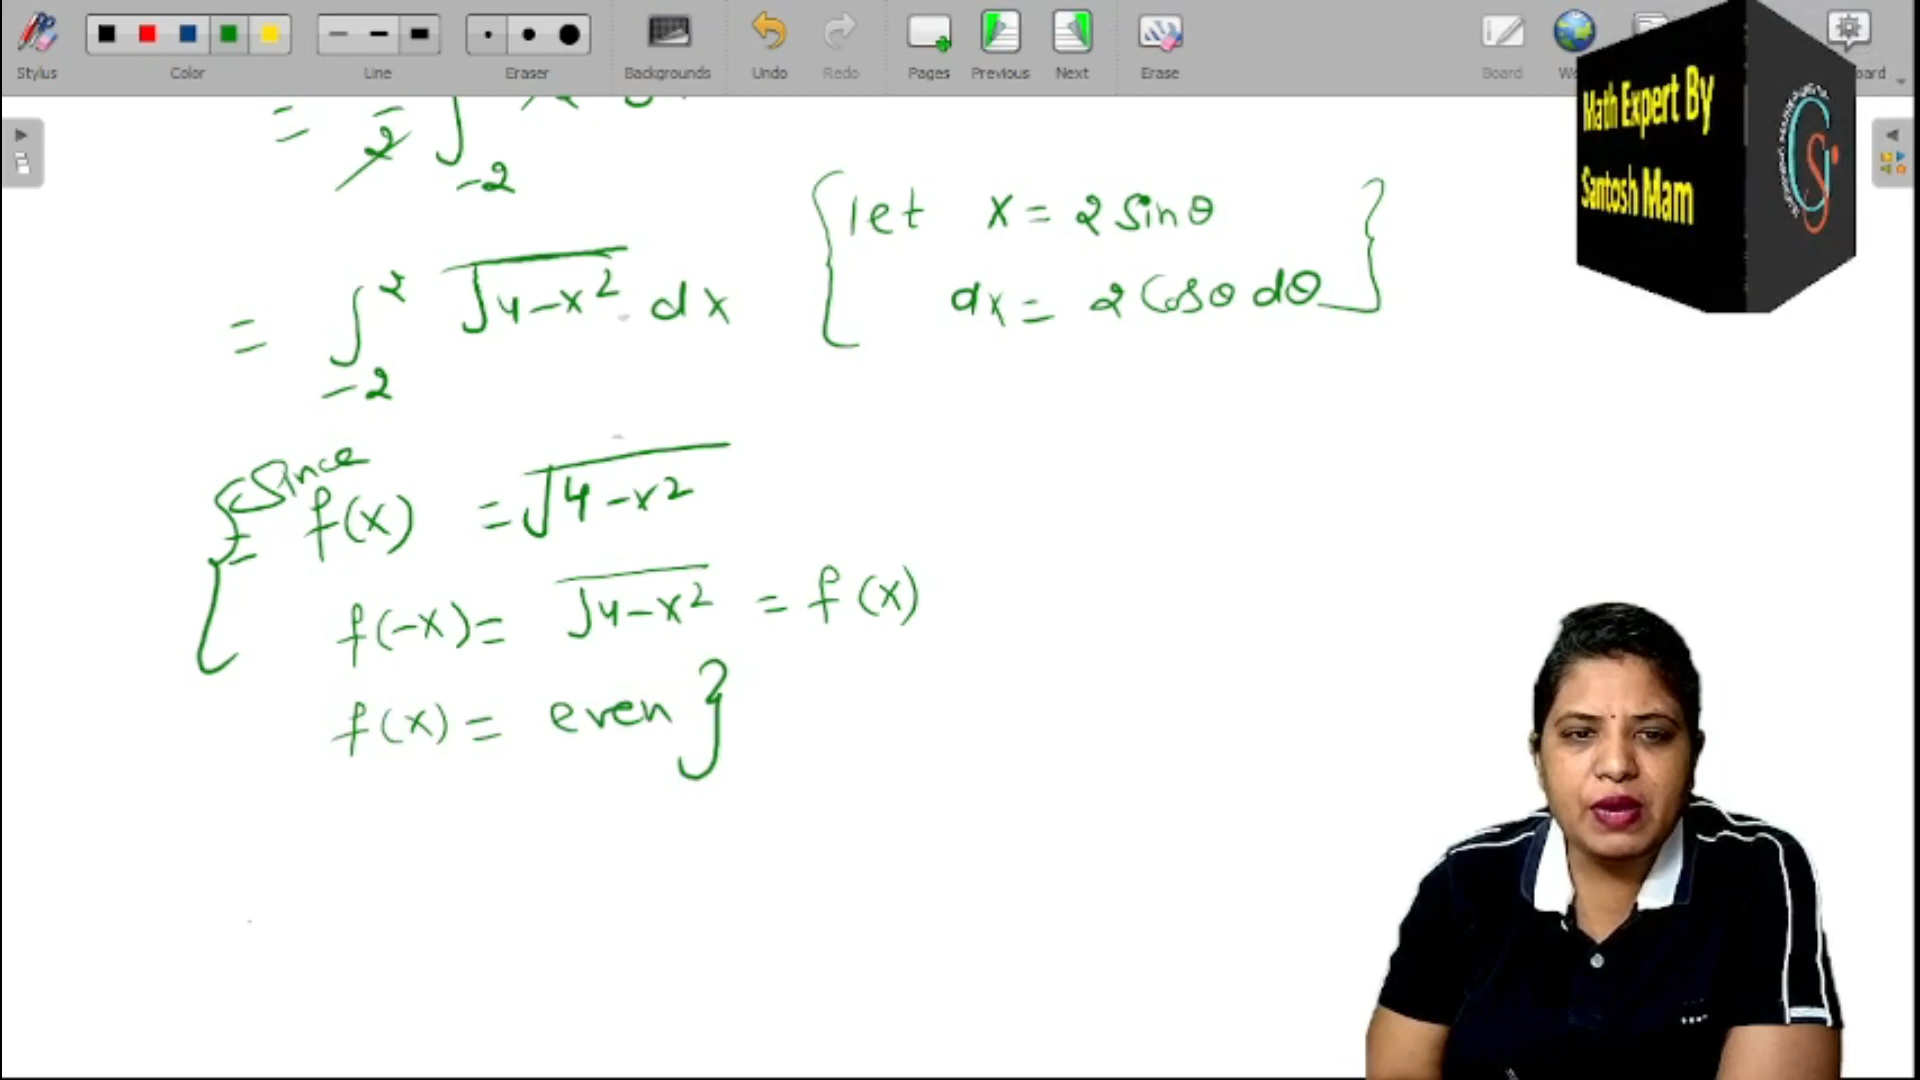 Stylus Color Line Eraser Backgrounds Undo Redo Pages Previous Next Erase Board
Math Expert By
Santosh Mam
= ∫ -2
= ∫ -2 2 √4-x² dx
{let x = 2 Sinθ
dx = 2 Cosθ dθ}
{Since
f(x) = √4-x²
f(-x) = √4-x² = f(x)
f(x) = even}